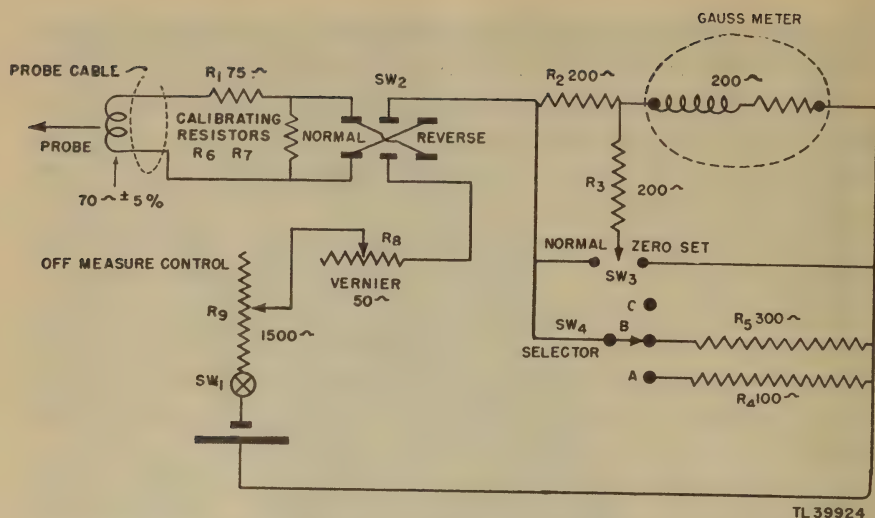 GAUSS METER
PROBE CABLE
R1 75~
SW2
R2 200~
200~
CALIBRATING
RESISTORS
R6 R7
NORMAL
REVERSE
PROBE
70~ ±5%
R3
200~
R8
VERNIER
50~
NORMAL
ZERO SET
SW3
OFF MEASURE CONTROL
R9
1500~
C
SW4
B
R5 300~
SELECTOR
SW1
A
R4 100~
TL 39924